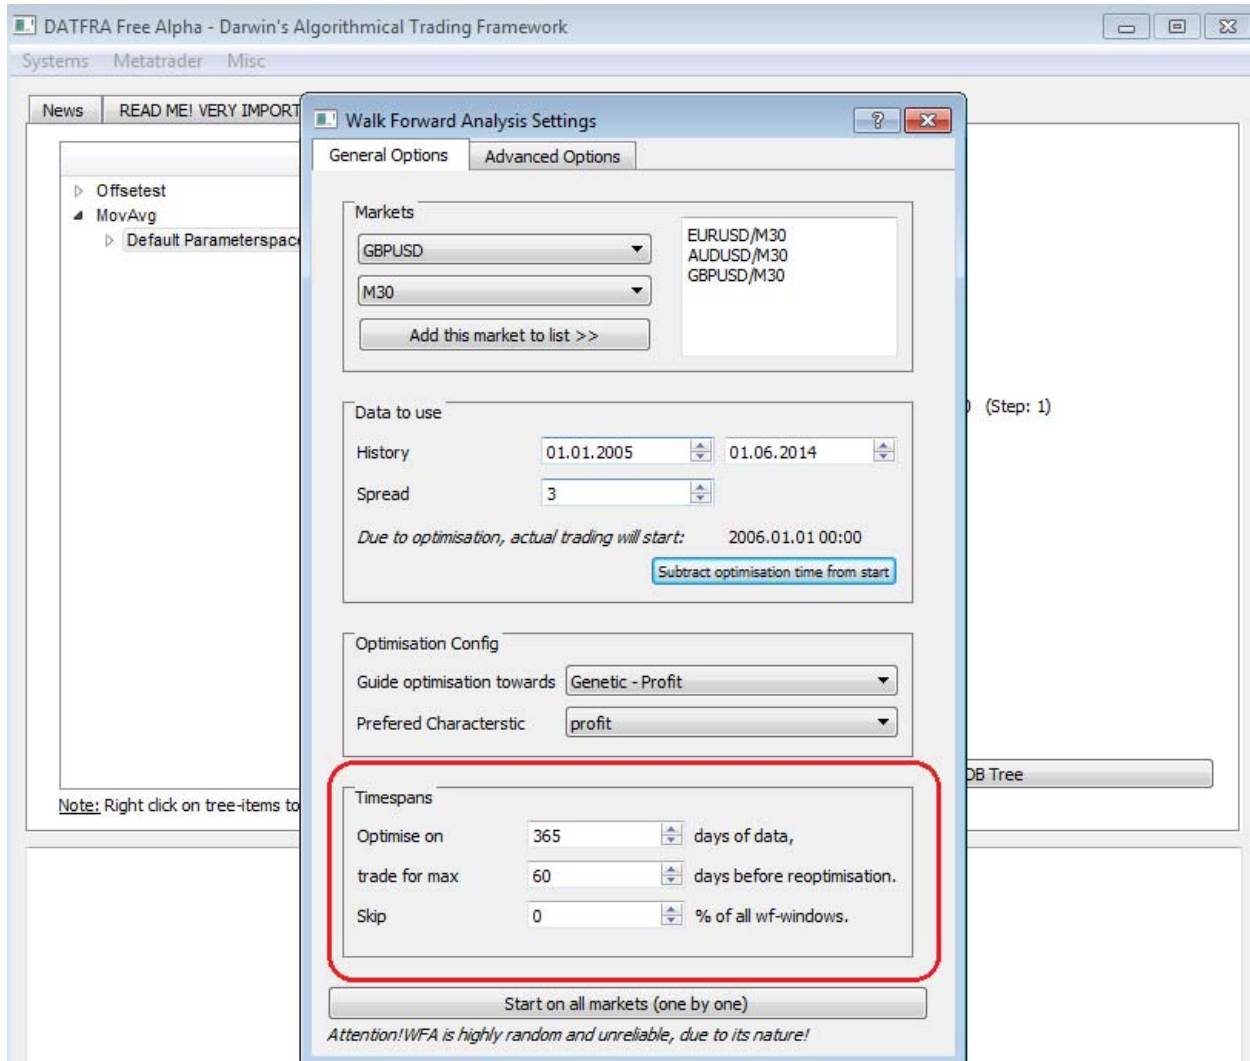 DATFRA Free Alpha - Darwin's Algorithmical Trading Framework
Systems Metatrader Misc
News READ ME! VERY IMPORT
Offsetest
MovAvg
Default Parameterspace
Note: Right click on tree-items to
Walk Forward Analysis Settings
General Options Advanced Options
Markets
GBPUSD
M30
Add this market to list >>
EURUSD/M30
AUDUSD/M30
GBPUSD/M30
Data to use
History 01.01.2005 01.06.2014
Spread 3
Due to optimisation, actual trading will start: 2006.01.01 00:00
Subtract optimisation time from start
Optimisation Config
Guide optimisation towards Genetic - Profit
Prefered Characterstic profit
Timespans
Optimise on 365 days of data,
trade for max 60 days before reoptimisation.
Skip 0 % of all wf-windows.
Start on all markets (one by one)
Attention!WFA is highly random and unreliable, due to its nature!
(Step: 1)
DB Tree